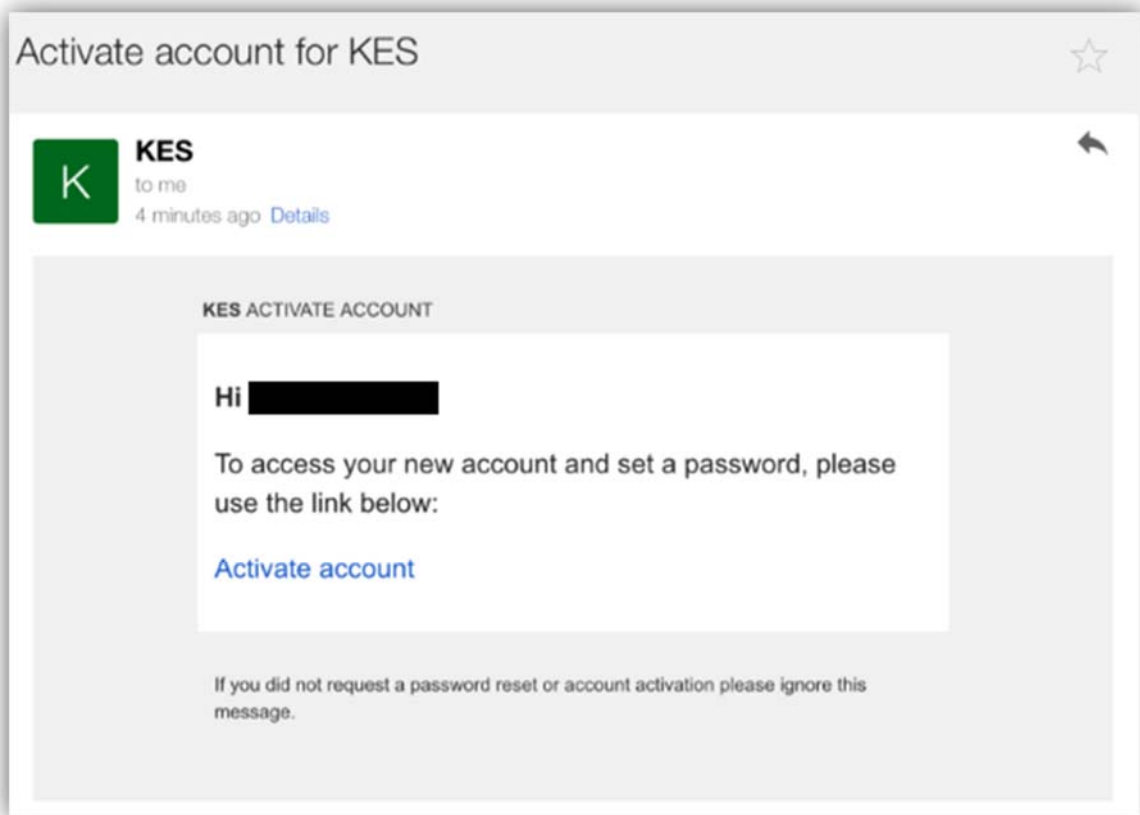 Activate account for KES
K
KES
to me
4 minutes ago Details
KES ACTIVATE ACCOUNT
Hi
To access your new account and set a password, please
use the link below:
Activate account
If you did not request a password reset or account activation please ignore this
message.